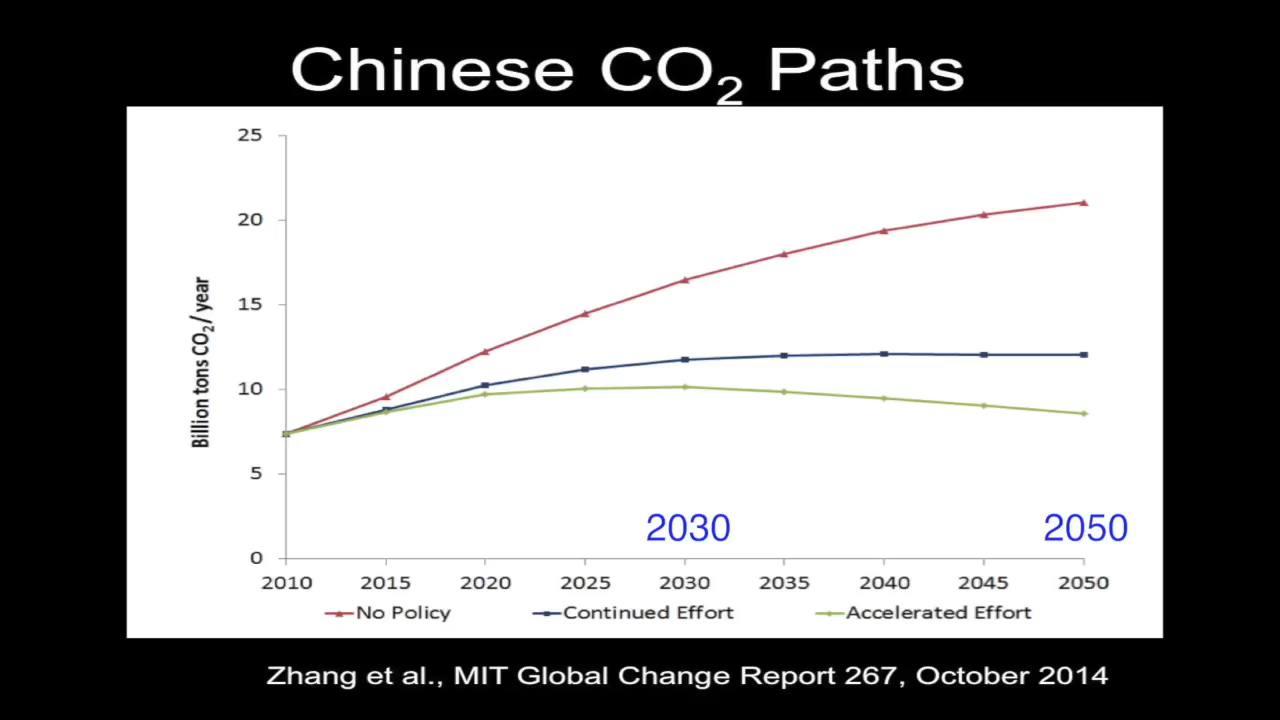 Chinese CO₂ Paths
25
20
15
10
5
0
Billion tons CO₂/ year
2030 2050
2010 2015 2020 2025 2030 2035 2040 2045 2050
No Policy Continued Effort Accelerated Effort
Zhang et al., MIT Global Change Report 267, October 2014